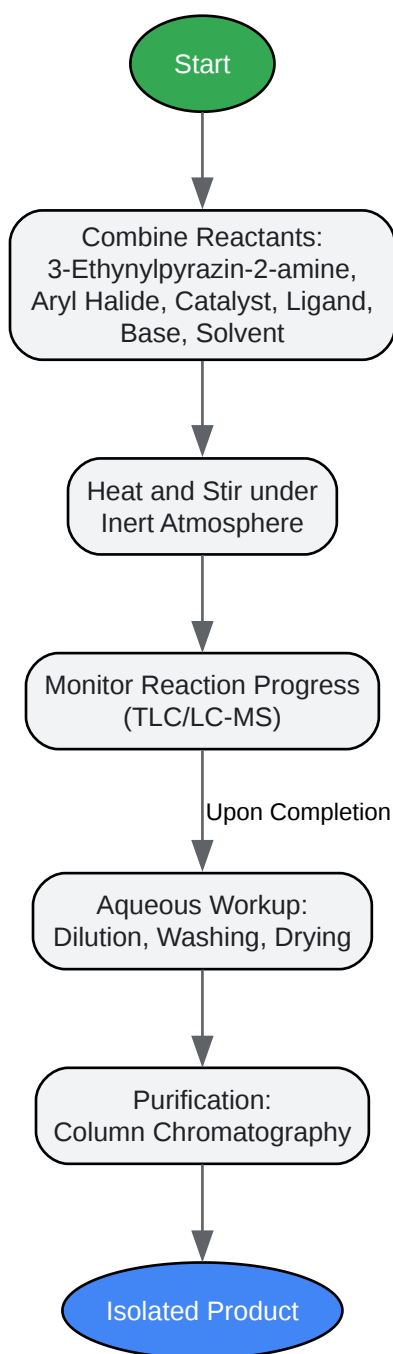 Start
Combine Reactants:
3-Ethynylpyrazin-2-amine,
Aryl Halide, Catalyst, Ligand,
Base, Solvent
Heat and Stir under
Inert Atmosphere
Monitor Reaction Progress
(TLC/LC-MS)
Upon Completion
Aqueous Workup:
Dilution, Washing, Drying
Purification:
Column Chromatography
Isolated Product